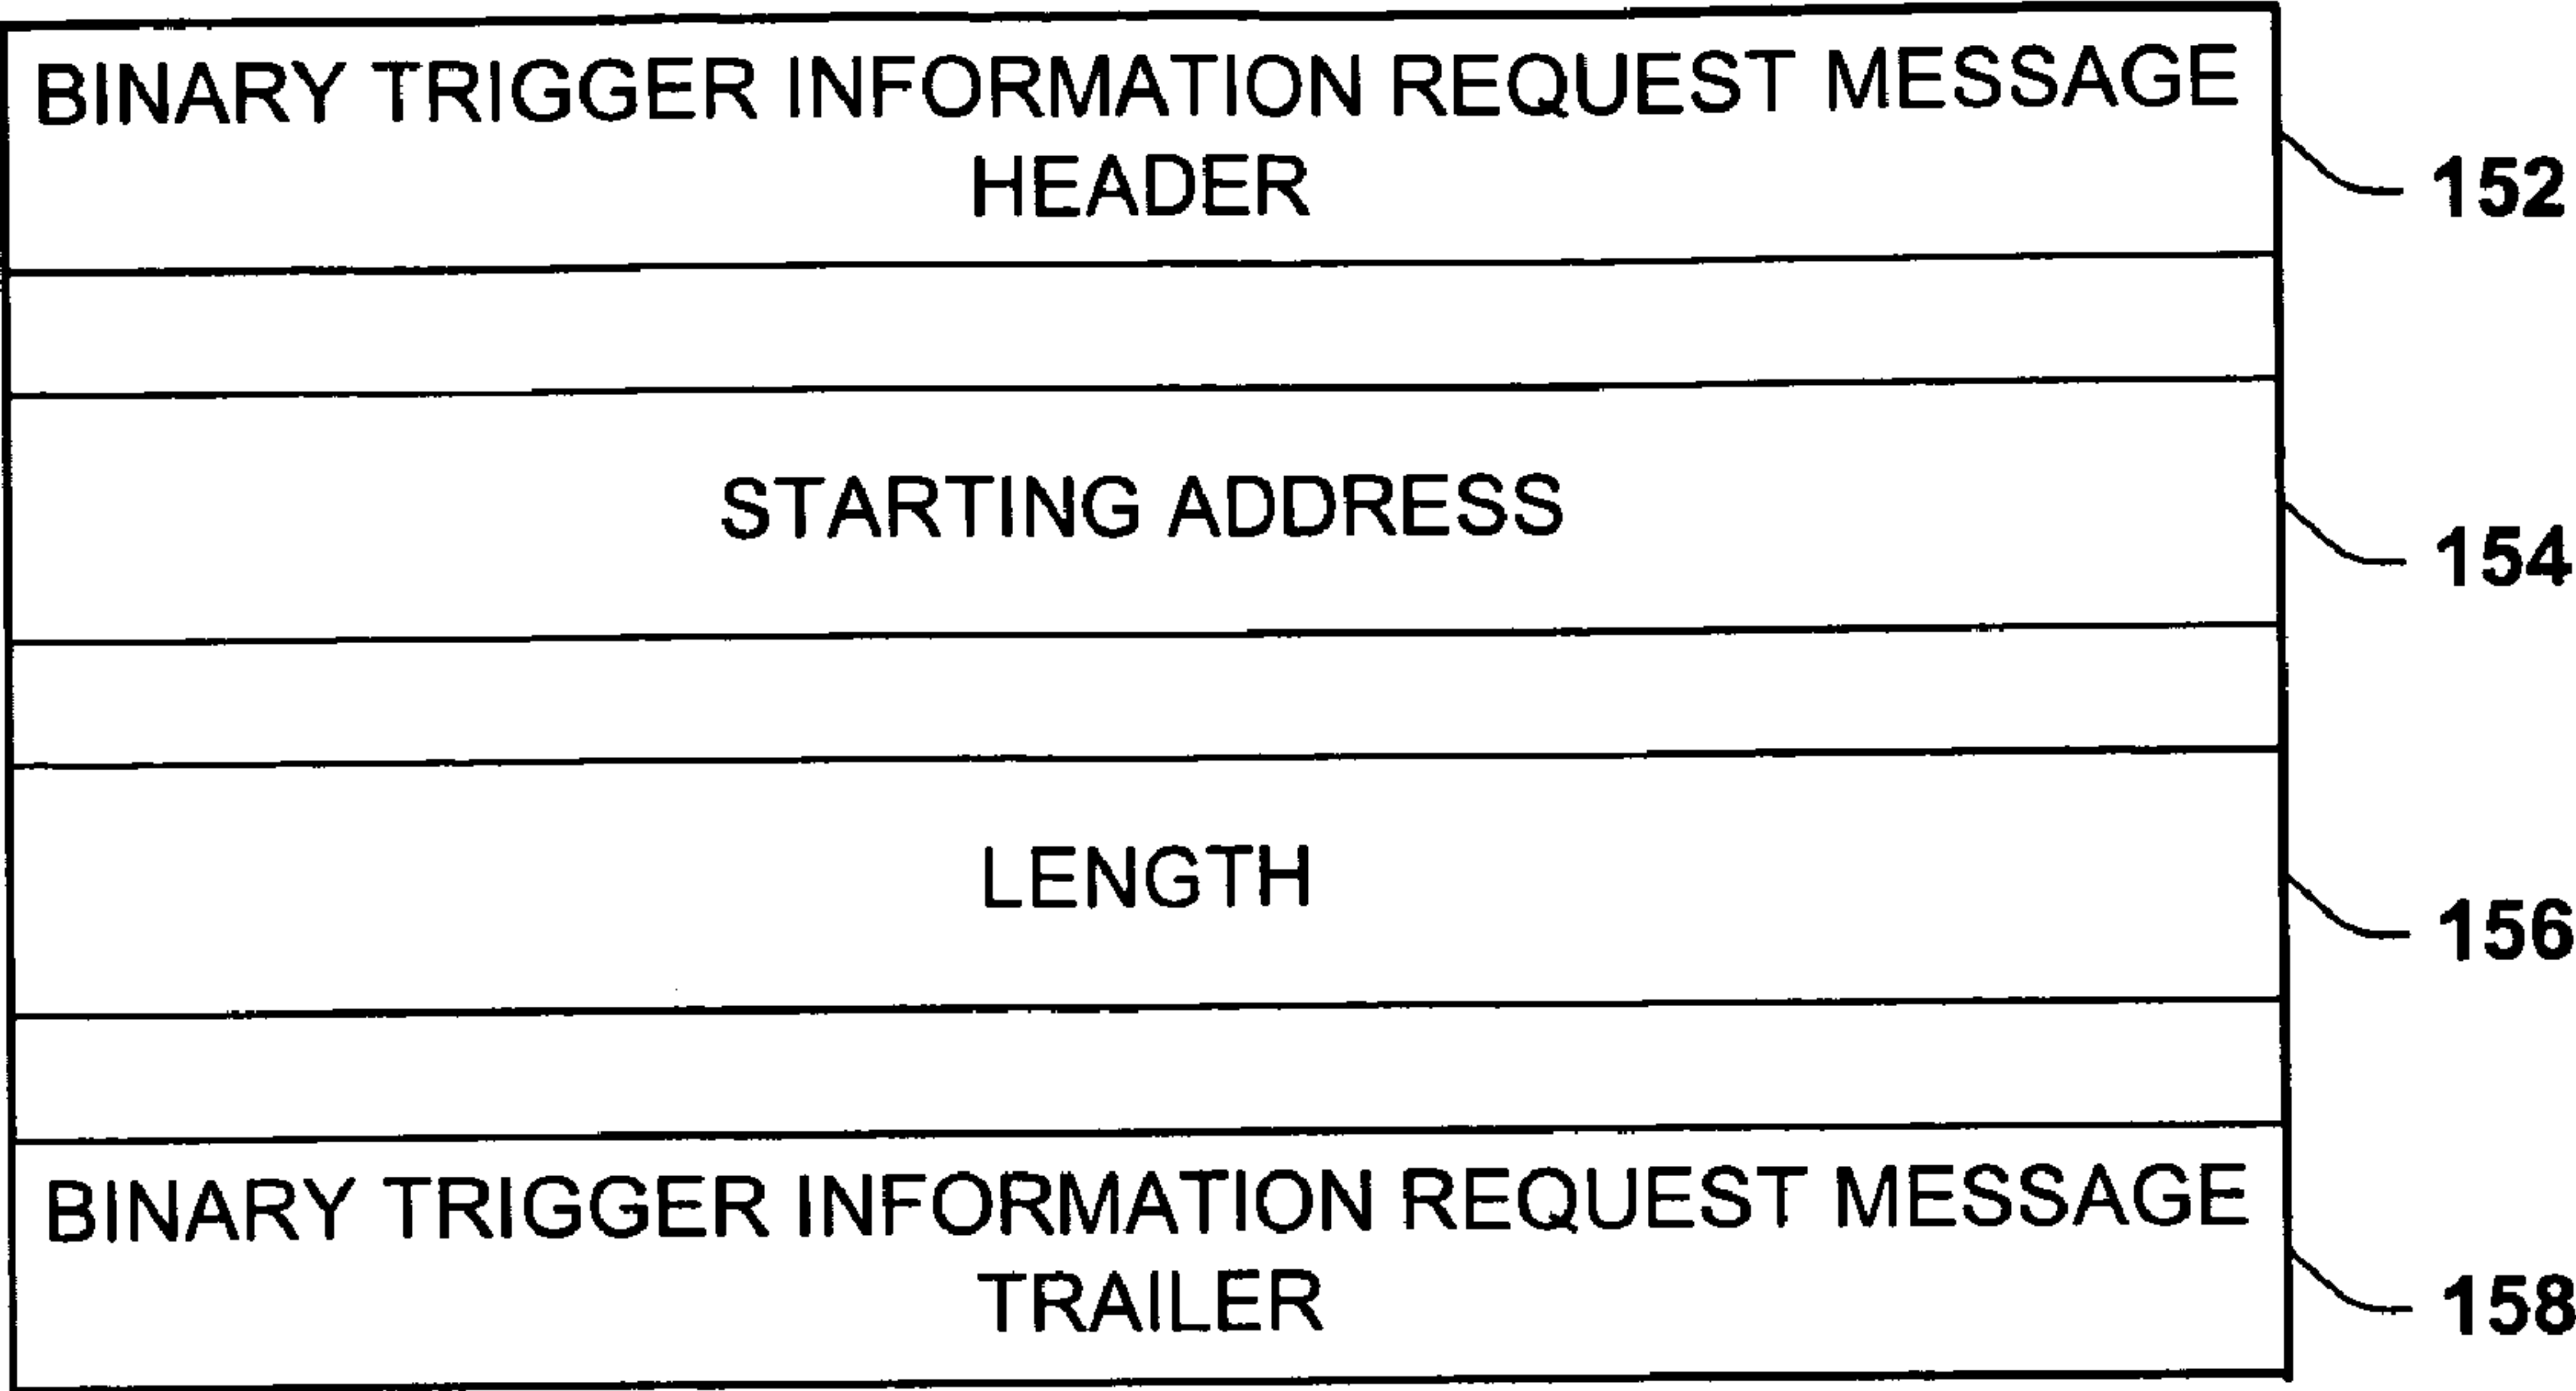 BINARY TRIGGER INFORMATION REQUEST MESSAGE
HEADER
152
STARTING ADDRESS
154
LENGTH
156
BINARY TRIGGER INFORMATION REQUEST MESSAGE
TRAILER
158